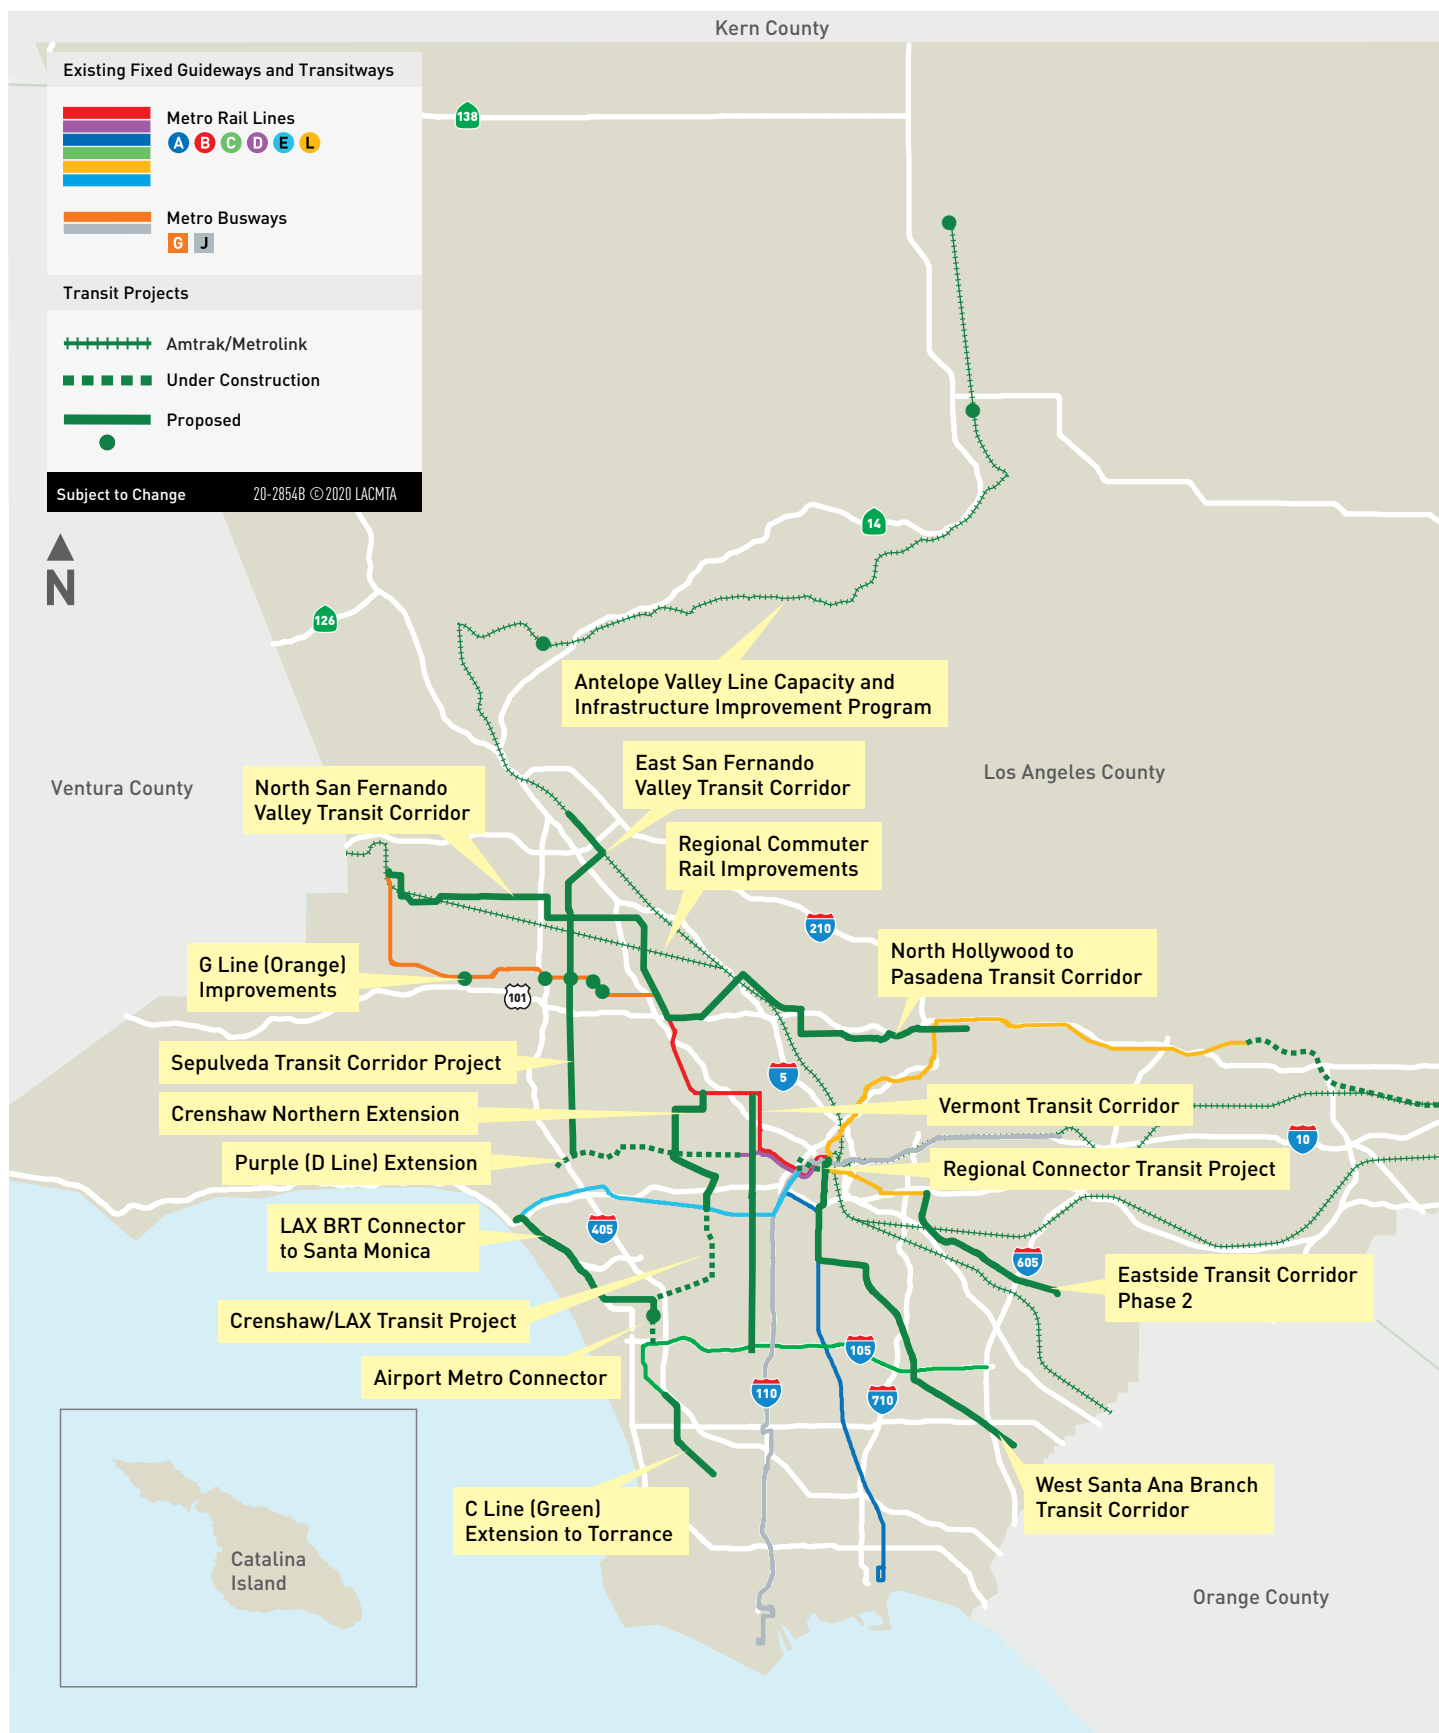 Kern County
Existing Fixed Guideways and Transitways
Metro Rail Lines
A B C D E L
Metro Busways
G J
Transit Projects
Amtrak/Metrolink
Under Construction
Proposed
Subject to Change 20-2854B ©2020 LACMTA
N
138
14
126
Antelope Valley Line Capacity and
Infrastructure Improvement Program
Ventura County
Los Angeles County
North San Fernando
Valley Transit Corridor
East San Fernando
Valley Transit Corridor
Regional Commuter
Rail Improvements
210
North Hollywood to
Pasadena Transit Corridor
G Line (Orange)
Improvements
101
Sepulveda Transit Corridor Project
5
Crenshaw Northern Extension
Vermont Transit Corridor
10
Purple (D Line) Extension
Regional Connector Transit Project
LAX BRT Connector
to Santa Monica
405
605
Eastside Transit Corridor
Phase 2
Crenshaw/LAX Transit Project
105
Airport Metro Connector
110
710
West Santa Ana Branch
Transit Corridor
C Line (Green)
Extension to Torrance
Catalina
Island
Orange County